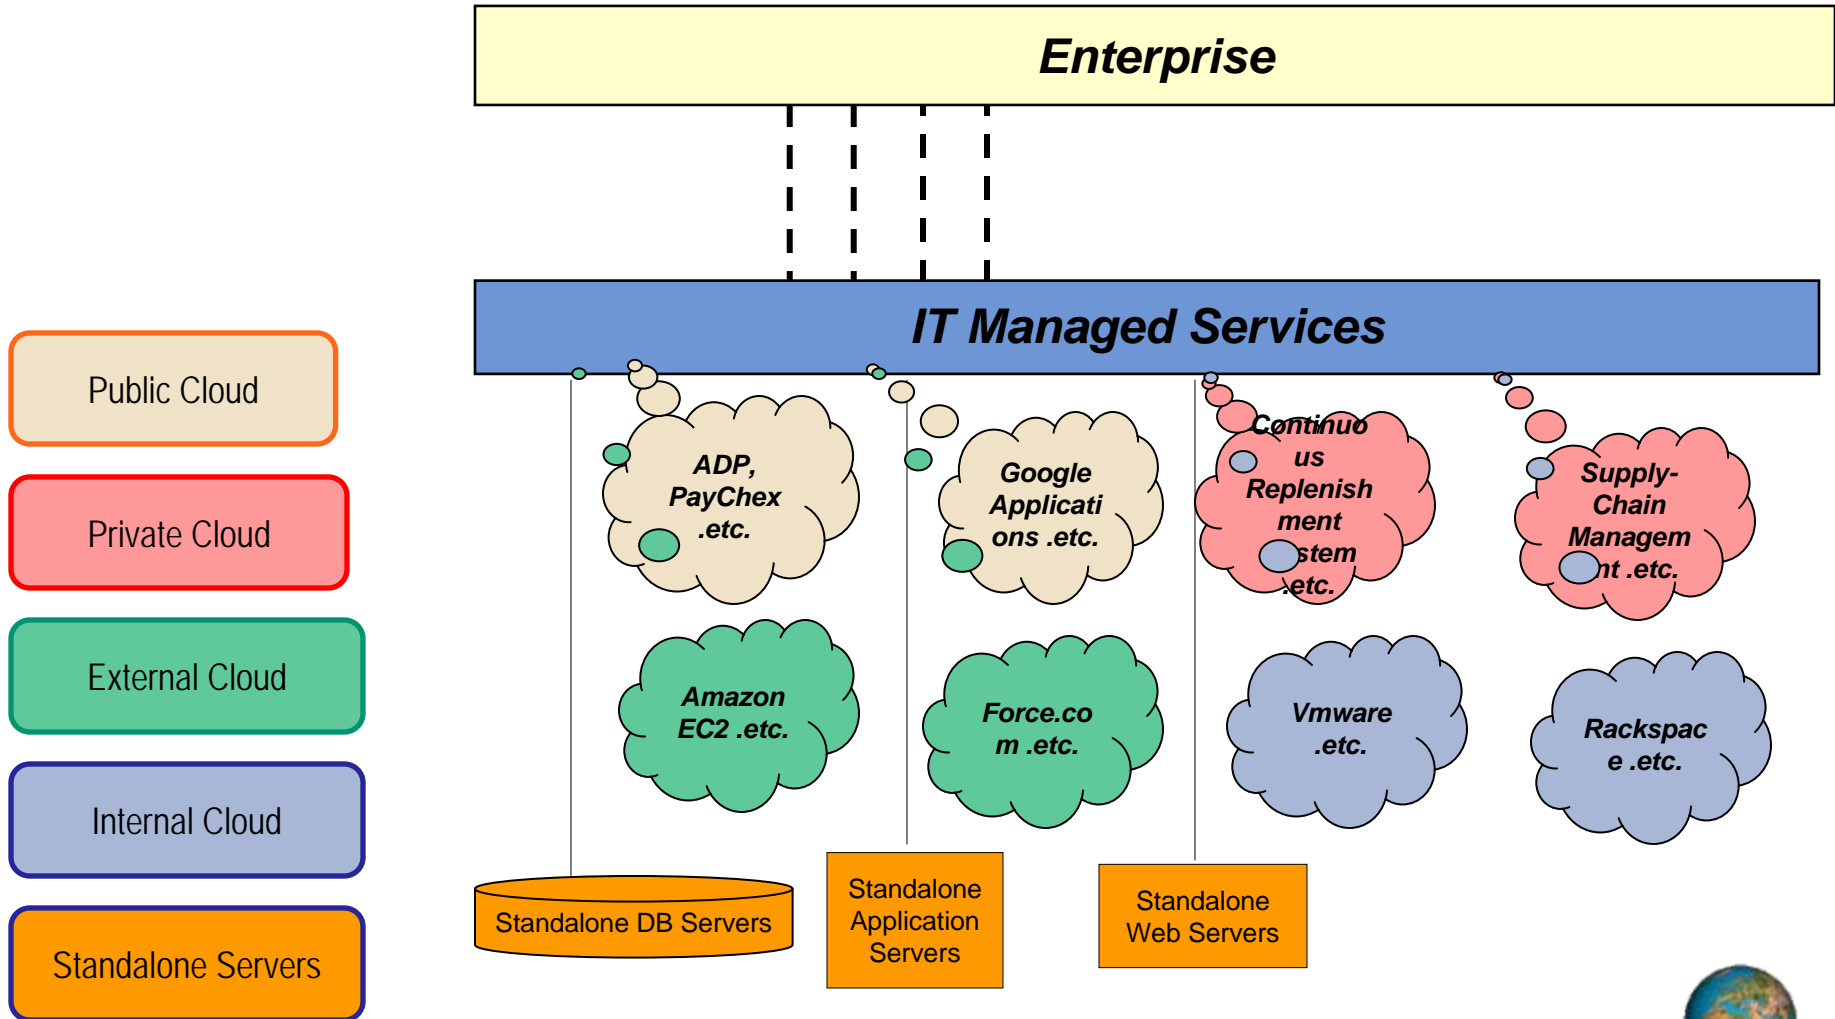 Enterprise
IT Managed Services
Public Cloud
Private Cloud
External Cloud
Internal Cloud
Standalone Servers
ADP,
PayChex
.etc.
Google
Applicati
ons .etc.
Continuo
us
Replenish
ment
stem
.etc.
Supply-
Chain
Managem
nt .etc.
Amazon
EC2 .etc.
Force.co
m .etc.
Vmware
.etc.
Rackspac
e .etc.
Standalone DB Servers
Standalone
Application
Servers
Standalone
Web Servers